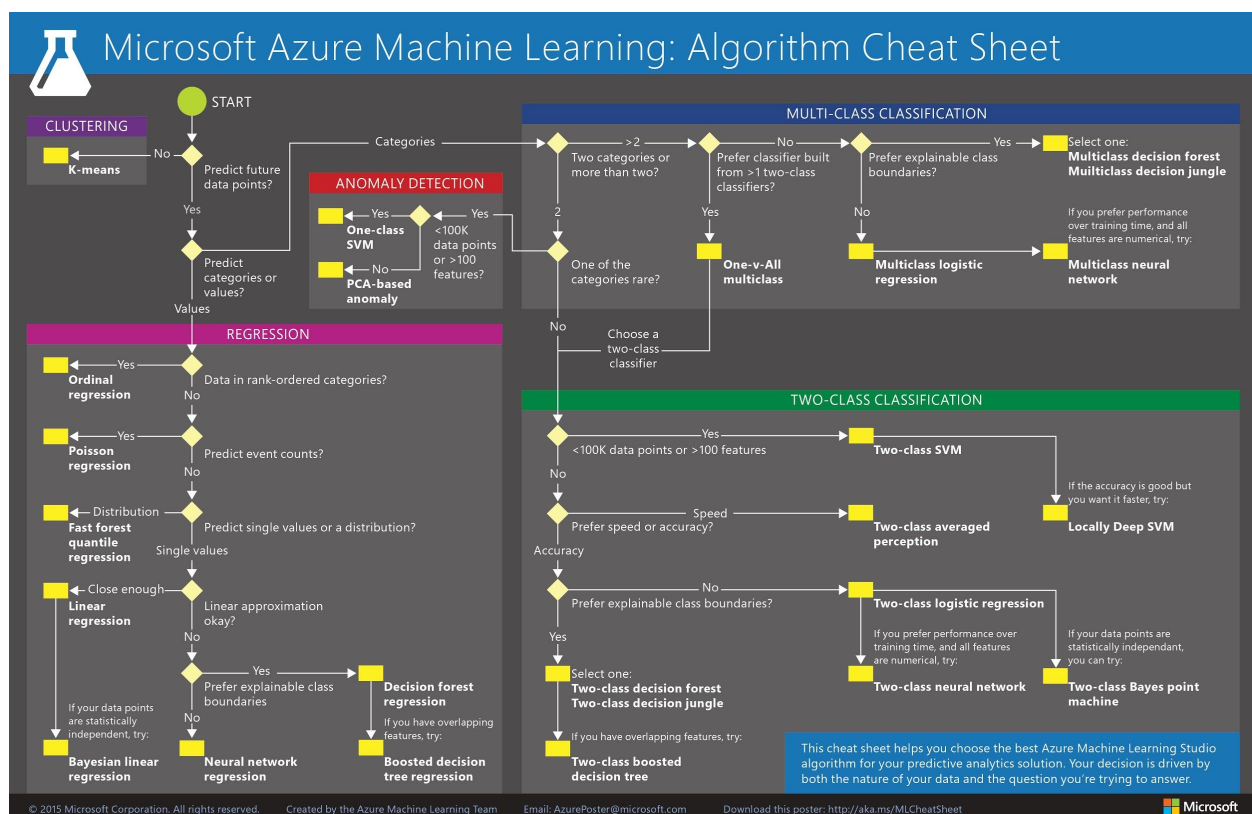 Microsoft Azure Machine Learning: Algorithm Cheat Sheet
START
CLUSTERING
No
K-means
Predict future
data points?
Yes
Predict
categories or
values?
Values
Categories
ANOMALY DETECTION
Yes
One-class
SVM
No
PCA-based
anomaly
Yes
<100K
data points
or >100
features?
MULTI-CLASS CLASSIFICATION
>2
Two categories or
more than two?
2
One of the
categories rare?
No
No
Prefer classifier built
from >1 two-class
classifiers?
Yes
One-v-All
multiclass
Choose a
two-class
classifier
Yes
Prefer explainable class
boundaries?
No
Multiclass logistic
regression
Select one:
Multiclass decision forest
Muilticlass decision jungle
If you prefer performance
over training time, and all
features are numerical, try:
Multiclass neural
network
REGRESSION
Yes
Ordinal
regression
Data in rank-ordered categories?
No
Yes
Poisson
regression
Predict event counts?
No
Distribution
Fast forest
quantile
regression
Predict single values or a distribution?
Single values
Close enough
Linear
regression
Linear approximation
okay?
No
Yes
Prefer explainable class
boundaries
No
Decision forest
regression
If you have overlapping
features, try:
Boosted decision
tree regression
If your data points
are statistically
independent, try:
Bayesian linear
regression
Neural network
regression
TWO-CLASS CLASSIFICATION
Yes
<100K data points or >100 features
No
Two-class SVM
If the accuracy is good but
you want it faster, try:
Locally Deep SVM
Speed
Prefer speed or accuracy?
Accuracy
Two-class averaged
perception
No
Prefer explainable class boundaries?
Yes
Two-class logistic regression
If you prefer performance over
training time, and all features
are numerical, try:
Two-class neural network
If your data points are
statistically independant,
you can try:
Two-class Bayes point
machine
Select one:
Two-class decision forest
Two-class decision jungle
If you have overlapping features, try:
Two-class boosted
decision tree
This cheat sheet helps you choose the best Azure Machine Learning Studio
algorithm for your predictive analytics solution. Your decision is driven by
both the nature of your data and the question you're trying to answer.
© 2015 Microsoft Corporation. All rights reserved. Created by the Azure Machine Learning Team Email: AzurePoster@microsoft.com Download this poster: http://aka.ms/MLCheatSheet Microsoft